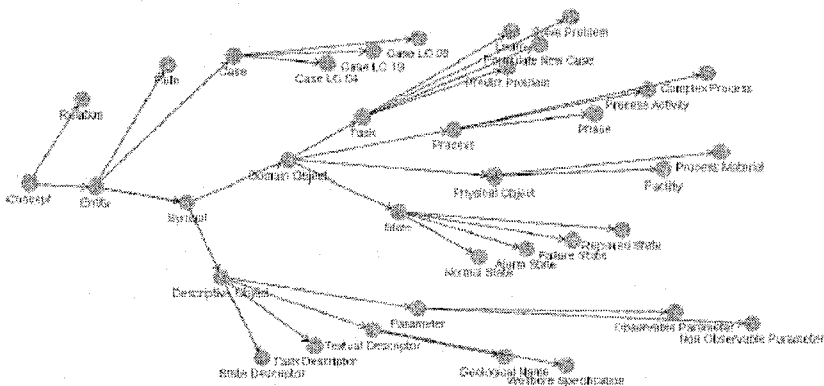 Solve Problem
Learn
Formulate New Case
Predict Problem
Case LC 09
Case LC 19
Case LC 04
Case
Role
Relation
Complex Process
Process Activity
Phase
Task
Process
Process Material
Facility
Domain Object
Physical Object
Concept
Entity
Symbol
State
Repaired State
Failure State
Alarm State
Normal State
Descriptive Model
Parameter
Observable Parameter
Non Observable Parameter
Textual Descriptor
Task Descriptor
State Descriptor
Geological Name
Wellbore Specification